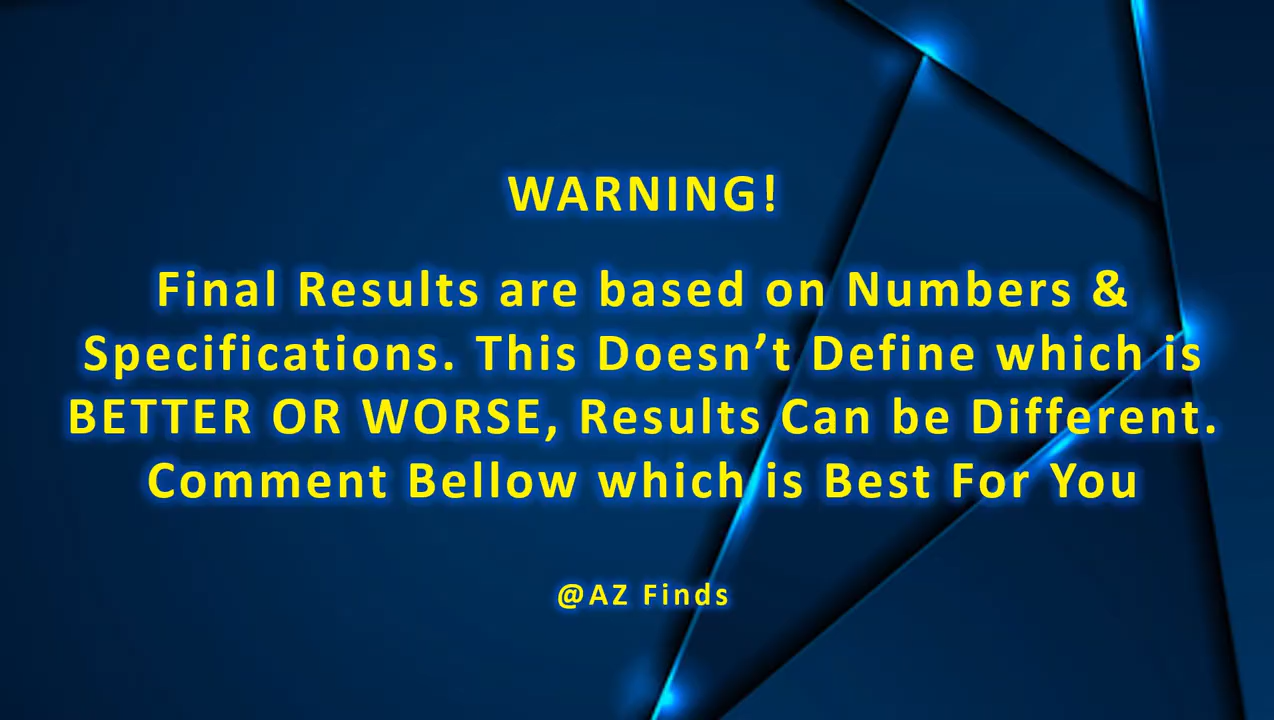 WARNING!
Final Results are based on Numbers &
Specifications. This Doesn’t Define which is
BETTER OR WORSE, Results Can be Different.
Comment Bellow which is Best For You
@AZ Finds